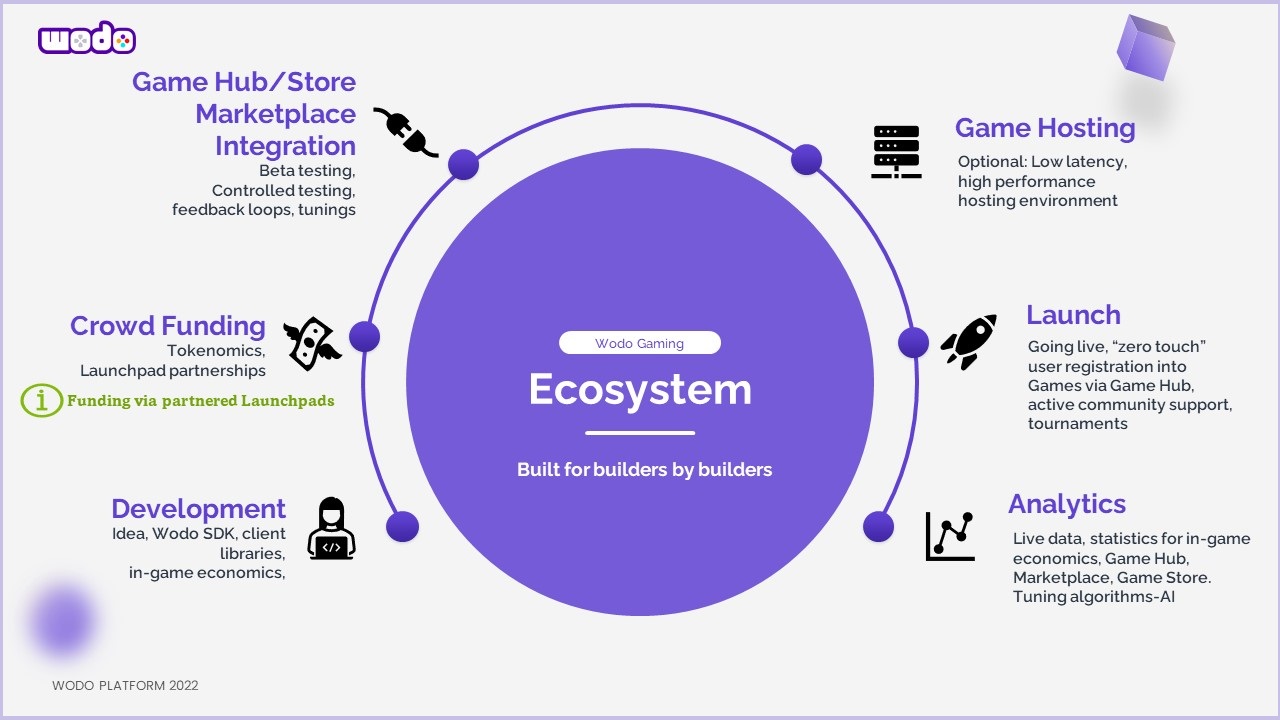 wodo
Game Hub/Store
Marketplace
Integration
Beta testing,
Controlled testing,
feedback loops, tunings
Crowd Funding
Tokenomics,
Launchpad partnerships
i Funding via partnered Launchpads
Development
Idea, Wodo SDK, client
libraries,
in-game economics,
</>
Wodo Gaming
Ecosystem
Built for builders by builders
Game Hosting
Optional: Low latency,
high performance
hosting environment
Launch
Going live, “zero touch”
user registration into
Games via Game Hub,
active community support,
tournaments
Analytics
Live data, statistics for in-game
economics, Game Hub,
Marketplace, Game Store.
Tuning algorithms-AI
WODO PLATFORM 2022